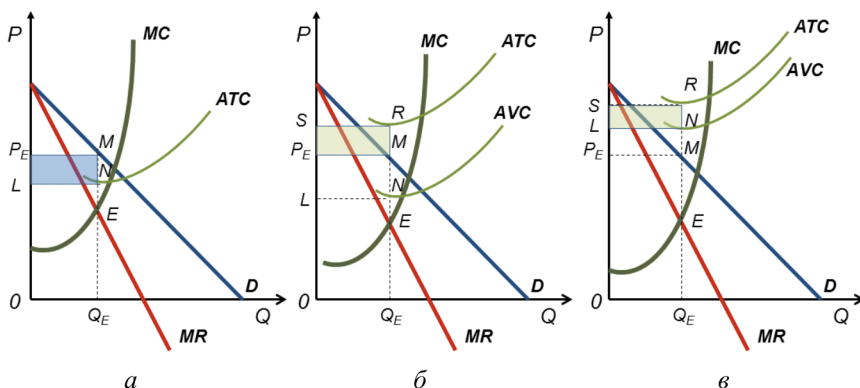 P MC ATC M P_E N L E 0 Q_E D Q MR
а
P MC ATC R S AVC M P_E N L E 0 Q_E D Q MR
б
P MC ATC R AVC S N L M P_E E 0 Q_E D Q MR
в